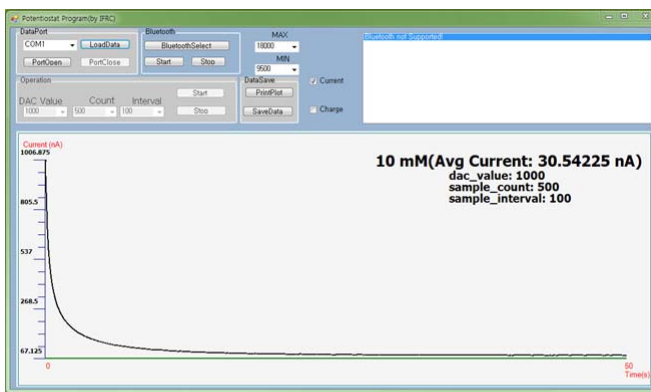 Potentiostat Program(by IFRC)
DataPort
COM1
LoadData
PortOpen
PortClose
Bluetooth
BluetoothSelect
Start
Stop
MAX
18000
MIN
9500
Bluetooth not Supported!
Operation
DAC Value
Count
Interval
1000
500
100
Start
Stop
DataSave
PrintPlot
SaveData
Current
Charge
Current (nA)
1006.875
805.5
537
268.5
67.125
10 mM(Avg Current: 30.54225 nA)
dac_value: 1000
sample_count: 500
sample_interval: 100
0
50
Time(s)